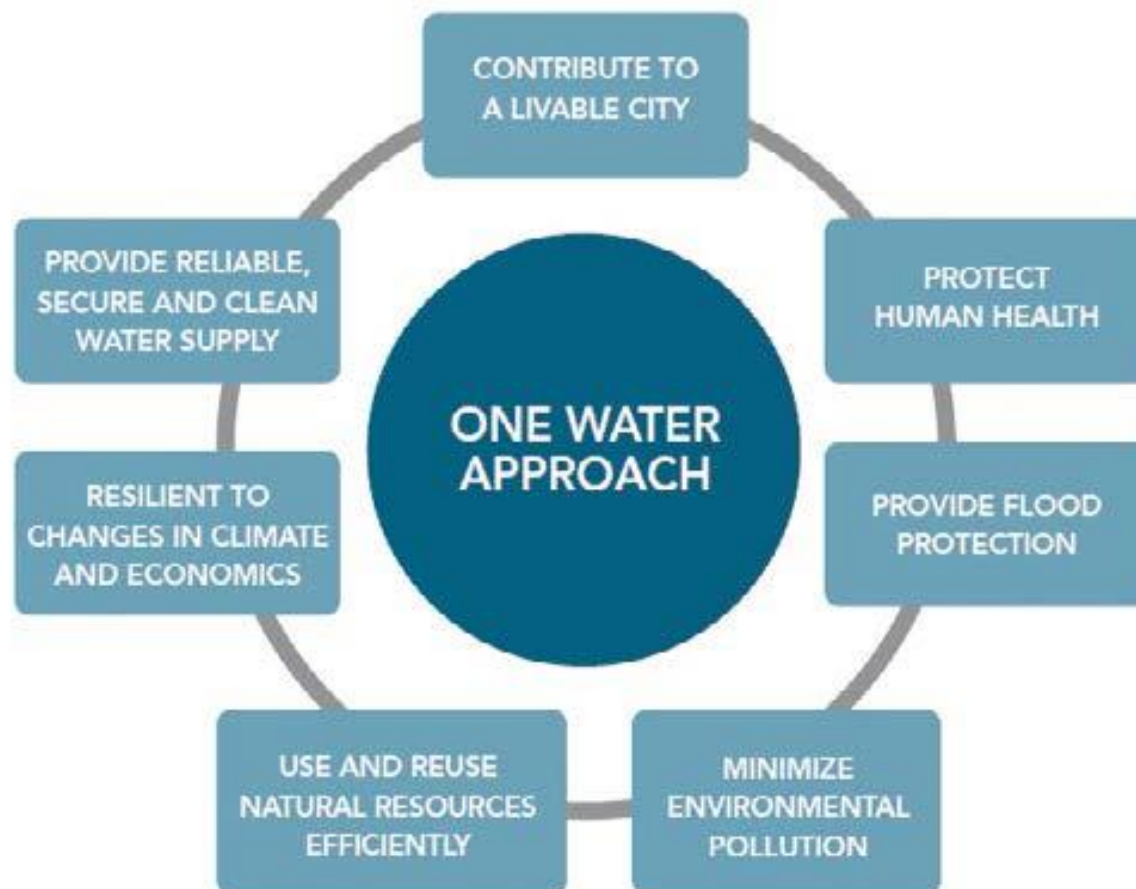 CONTRIBUTE TO
A LIVABLE CITY
PROTECT
HUMAN HEALTH
PROVIDE FLOOD
PROTECTION
MINIMIZE
ENVIRONMENTAL
POLLUTION
USE AND REUSE
NATURAL RESOURCES
EFFICIENTLY
RESILIENT TO
CHANGES IN CLIMATE
AND ECONOMICS
PROVIDE RELIABLE,
SECURE AND CLEAN
WATER SUPPLY
ONE WATER
APPROACH